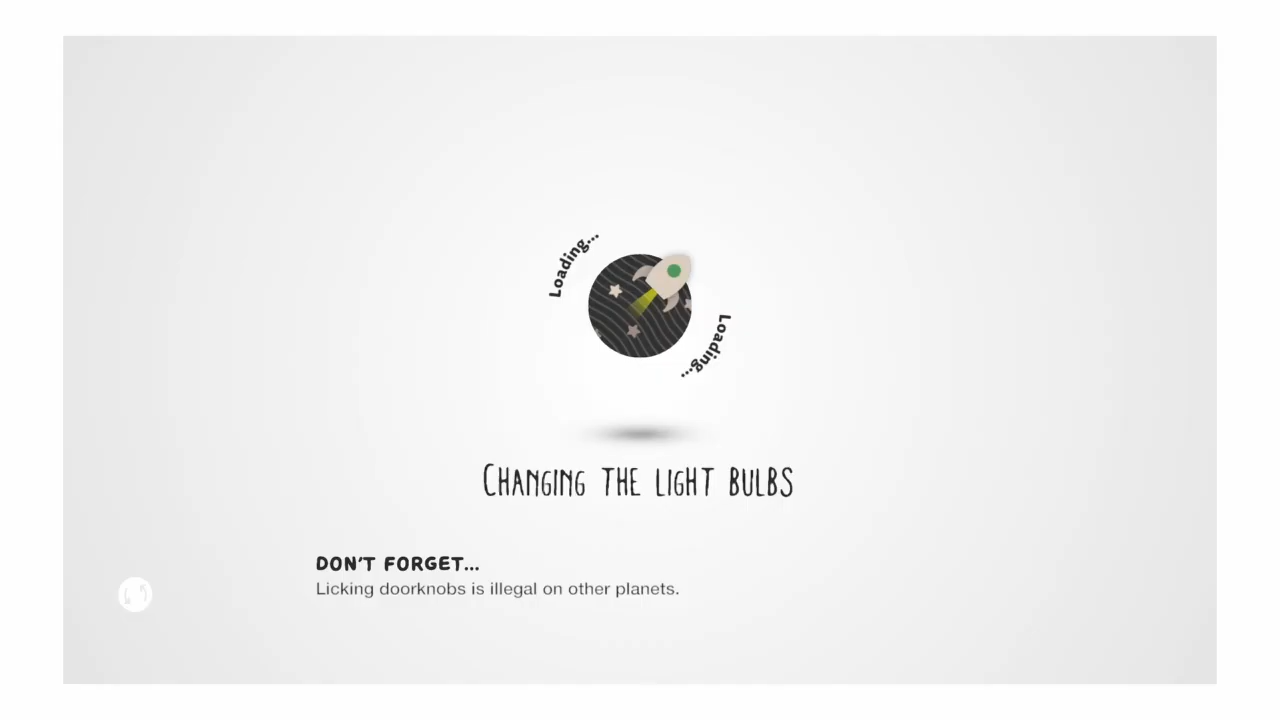 Loading...
Loading...
Changing the light bulbs
DON'T FORGET...
Licking doorknobs is illegal on other planets.